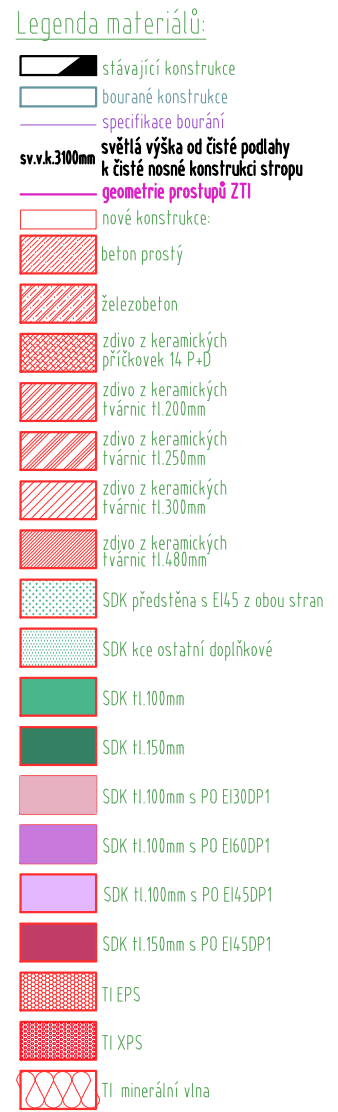 Legenda materiálů:
stávající konstrukce
bourané konstrukce
specifikace bourání
sv.v.k.3100mm světlá výška od čisté podlahy
k čisté nosné konstrukci stropu
geometrie prostupů ZTI
nové konstrukce:
beton prostý
železobeton
zdivo z keramických
příčkovek 14 P+D
zdivo z keramických
tvárnic tl.200mm
zdivo z keramických
tvárnic tl.250mm
zdivo z keramických
tvárnic tl.300mm
zdivo z keramických
tvárnic tl.480mm
SDK předstěna s EI45 z obou stran
SDK kce ostatní doplňkové
SDK tl.100mm
SDK tl.150mm
SDK tl.100mm s PO EI30DP1
SDK tl.100mm s PO EI60DP1
SDK tl.100mm s PO EI45DP1
SDK tl.150mm s PO EI45DP1
TI EPS
TI XPS
TI minerální vlna